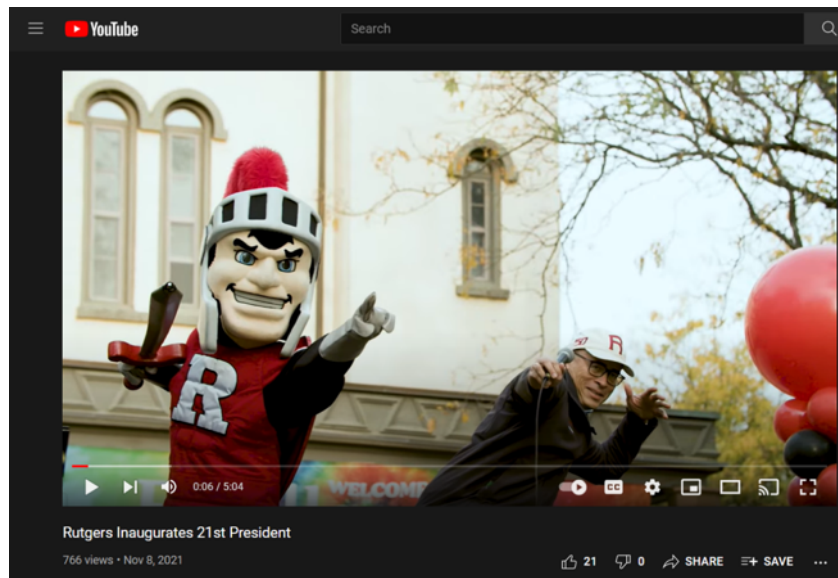 YouTube
Search
R
R
WELCOME
0:06 / 5:04
CC
Rutgers Inaugurates 21st President
766 views • Nov 8, 2021
21
0
SHARE
SAVE